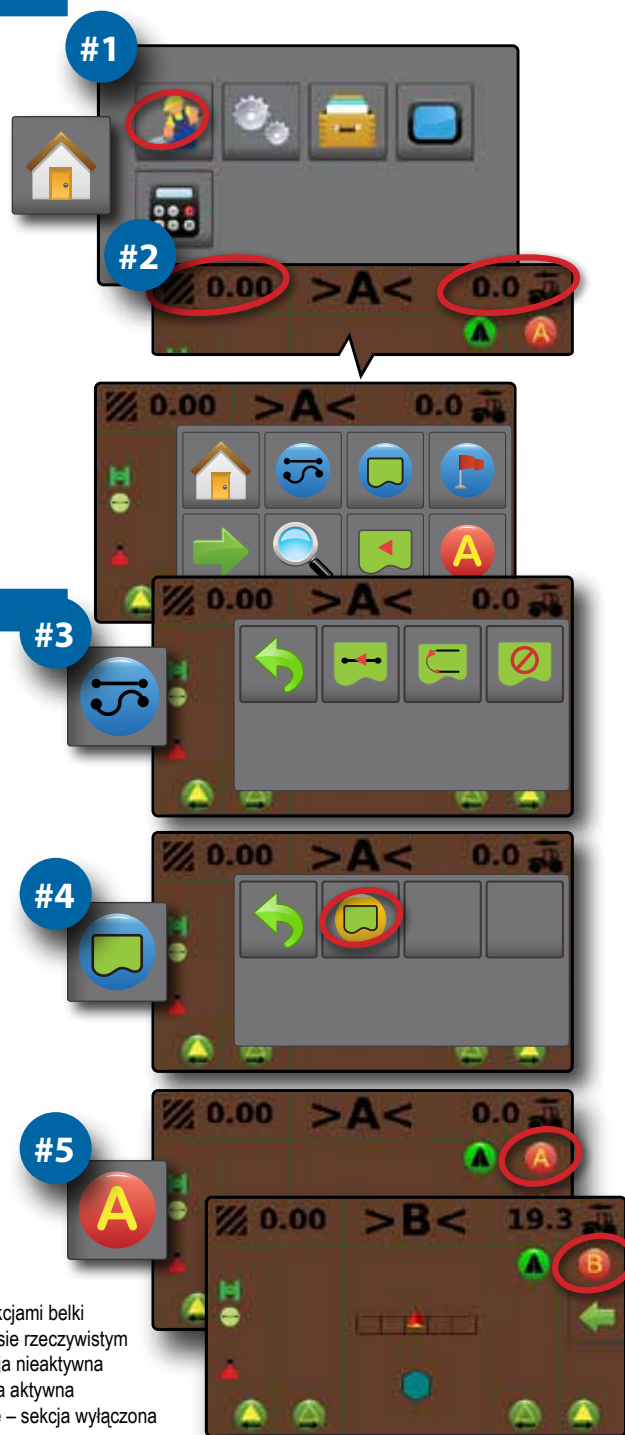 #1
#2
0.00 >A< 0.0
A
0.00 >A< 0.0
A
#3
0.00 >A< 0.0
#4
0.00 >A< 0.0
#5
0.00 >A< 0.0
A
A
0.00 >B< 19.3
B
kcjami belki
sie rzeczywistym
ja nieaktywna
a aktywna
e – sekcja wyłączona